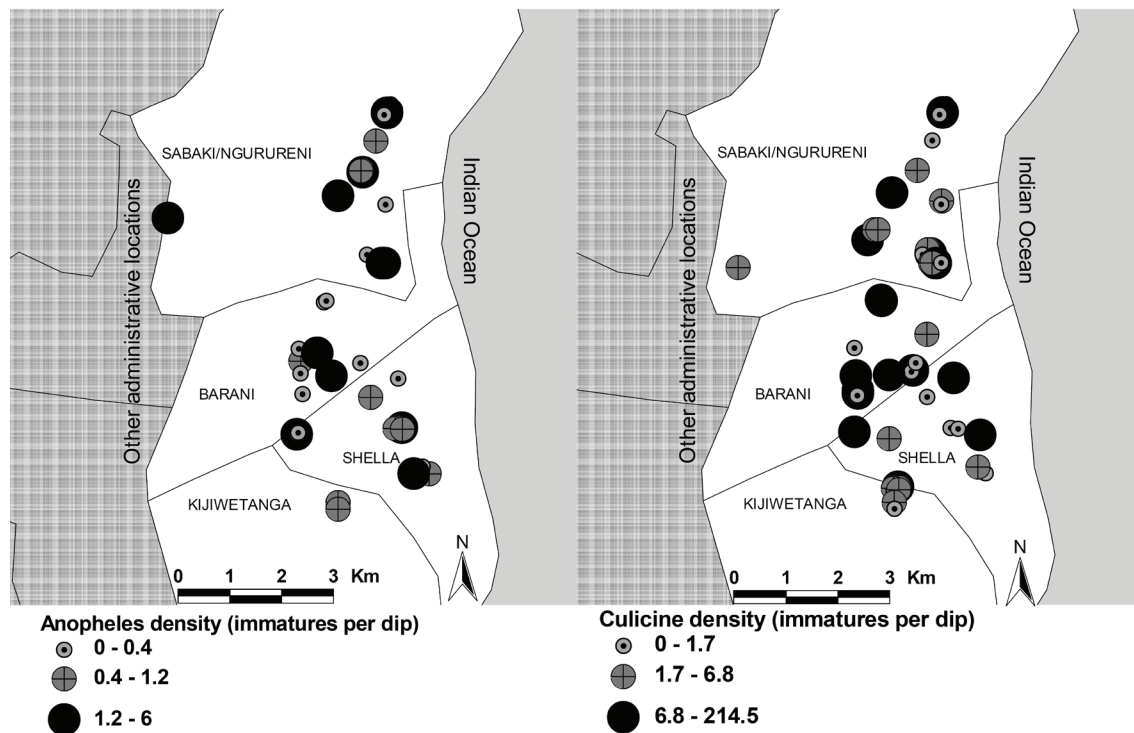 SABAKI/NGURURENI
Other administrative locations
Indian Ocean
BARANI
SHELLA
KIJIWETANGA
N
0 1 2 3 Km
Anopheles density (immatures per dip)
0 - 0.4
0.4 - 1.2
1.2 - 6
SABAKI/NGURURENI
Other administrative locations
Indian Ocean
BARANI
SHELLA
KIJIWETANGA
N
0 1 2 3 Km
Culicine density (immatures per dip)
0 - 1.7
1.7 - 6.8
6.8 - 214.5